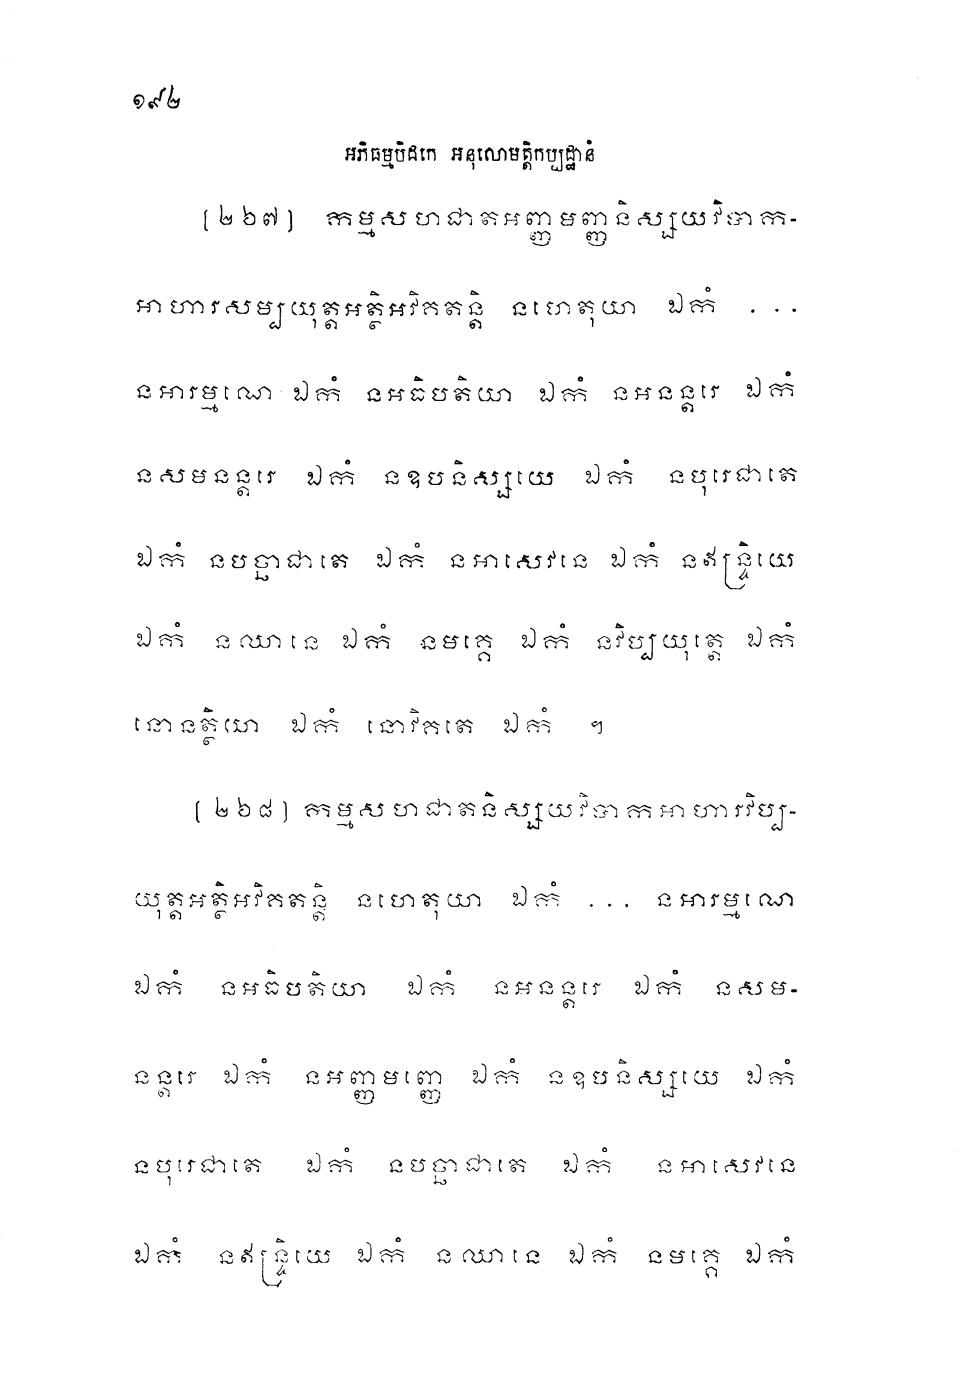 ១៩២
អភិធម្មបិដកេ អនុលោមត្តិកប្បដ្ឋានំ
[២៦៧] កម្មសហជាតអញ្ញមញ្ញនិស្សយវិបាក-
អាហារសម្បយុត្តអត្ថិអវិគតន្តិ នហេតុយា ឯកំ ...
នអារម្មណេ ឯកំ នអធិបតិយា ឯកំ នអនន្តរេ ឯកំ
នសមនន្តរេ ឯកំ នឧបនិស្សយេ ឯកំ នបុរេជាតេ
ឯកំ នបច្ឆាជាតេ ឯកំ នអាសេវនេ ឯកំ នឥន្ទ្រិយេ
ឯកំ នឈានេ ឯកំ នមគ្គេ ឯកំ នវិប្បយុត្តេ ឯកំ
នោនត្ថិយា ឯកំ នោវិគតេ ឯកំ ។
[២៦៨] កម្មសហជាតនិស្សយវិបាកអាហារវិប្ប-
យុត្តអត្ថិអវិគតន្តិ នហេតុយា ឯកំ ... នអារម្មណេ
ឯកំ នអធិបតិយា ឯកំ នអនន្តរេ ឯកំ នសម-
នន្តរេ ឯកំ នអញ្ញមញ្ញេ ឯកំ នឧបនិស្សយេ ឯកំ
នបុរេជាតេ ឯកំ នបច្ឆាជាតេ ឯកំ នអាសេវនេ
ឯកំ នឥន្ទ្រិយេ ឯកំ នឈានេ ឯកំ នមគ្គេ ឯកំ